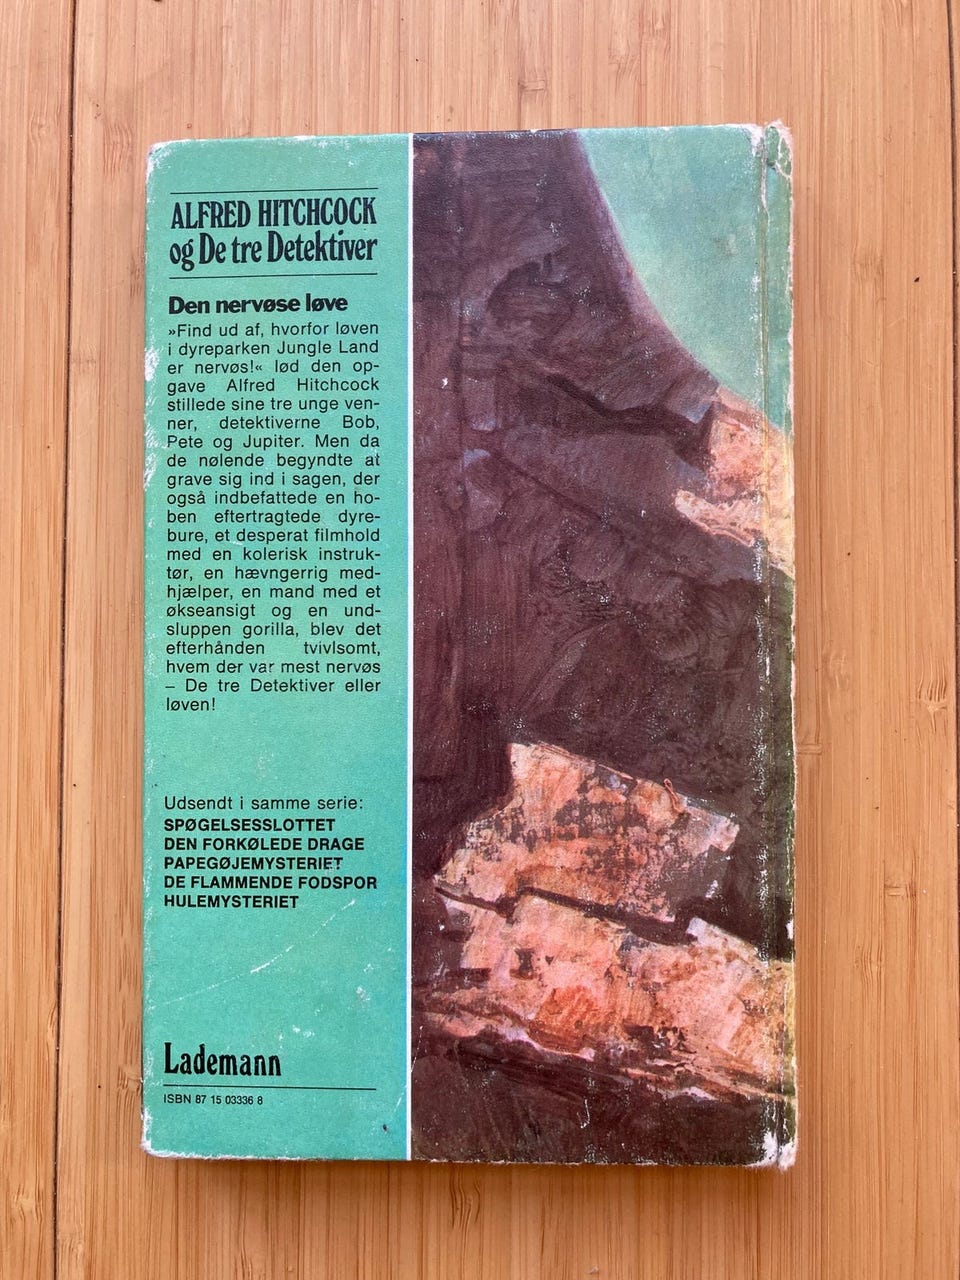 ALFRED HITCHCOCK
og De tre Detektiver
Den nervøse løve
»Find ud af, hvorfor løven
i dyreparken Jungle Land
er nervøs!« lød den op-
gave Alfred Hitchcock
stillede sine tre unge ven-
ner, detektiverne Bob,
Pete og Jupiter. Men da
de nølende begyndte at
grave sig ind i sagen, der
også indbefattede en ho-
ben eftertragtede dyre-
bure, et desperat filmhold
med en kolerisk instruk-
tør, en hævngerrig med-
hjælper, en mand med et
økseansigt og en und-
sluppen gorilla, blev det
efterhånden tvivlsomt,
hvem der var mest nervøs
– De tre Detektiver eller
løven!
Udsendt i samme serie:
SPØGELSESSLOTTET
DEN FORKØLEDE DRAGE
PAPEGØJEMYSTERIET
DE FLAMMENDE FODSPOR
HULEMYSTERIET
Lademann
ISBN 87 15 03336 8